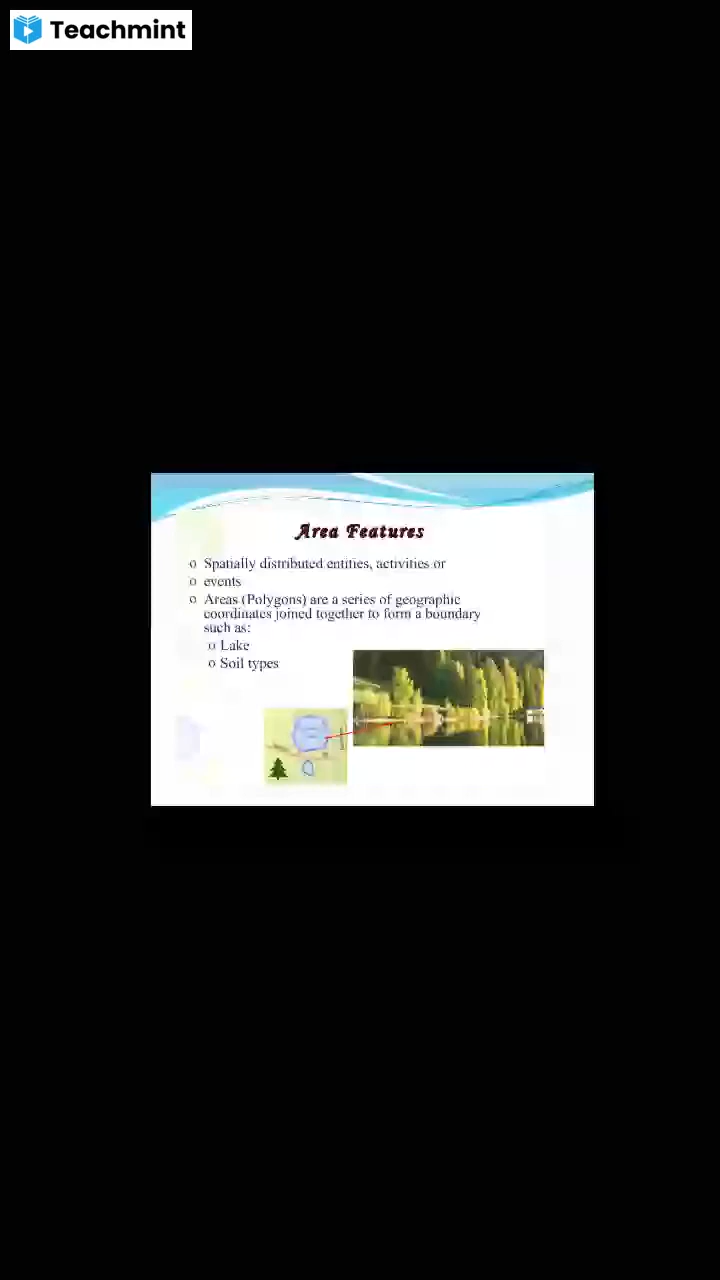 Teachmint
Area Features
o Spatially distributed entities, activities or
o events
o Areas (Polygons) are a series of geographic
coordinates joined together to form a boundary
such as:
o Lake
o Soil types